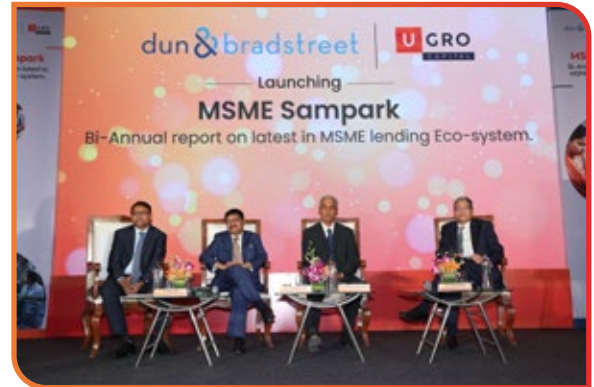 dun & bradstreet
U GRO
CAPITAL
Launching
MSME Sampark
Bi-Annual report on latest in MSME lending Eco-system.